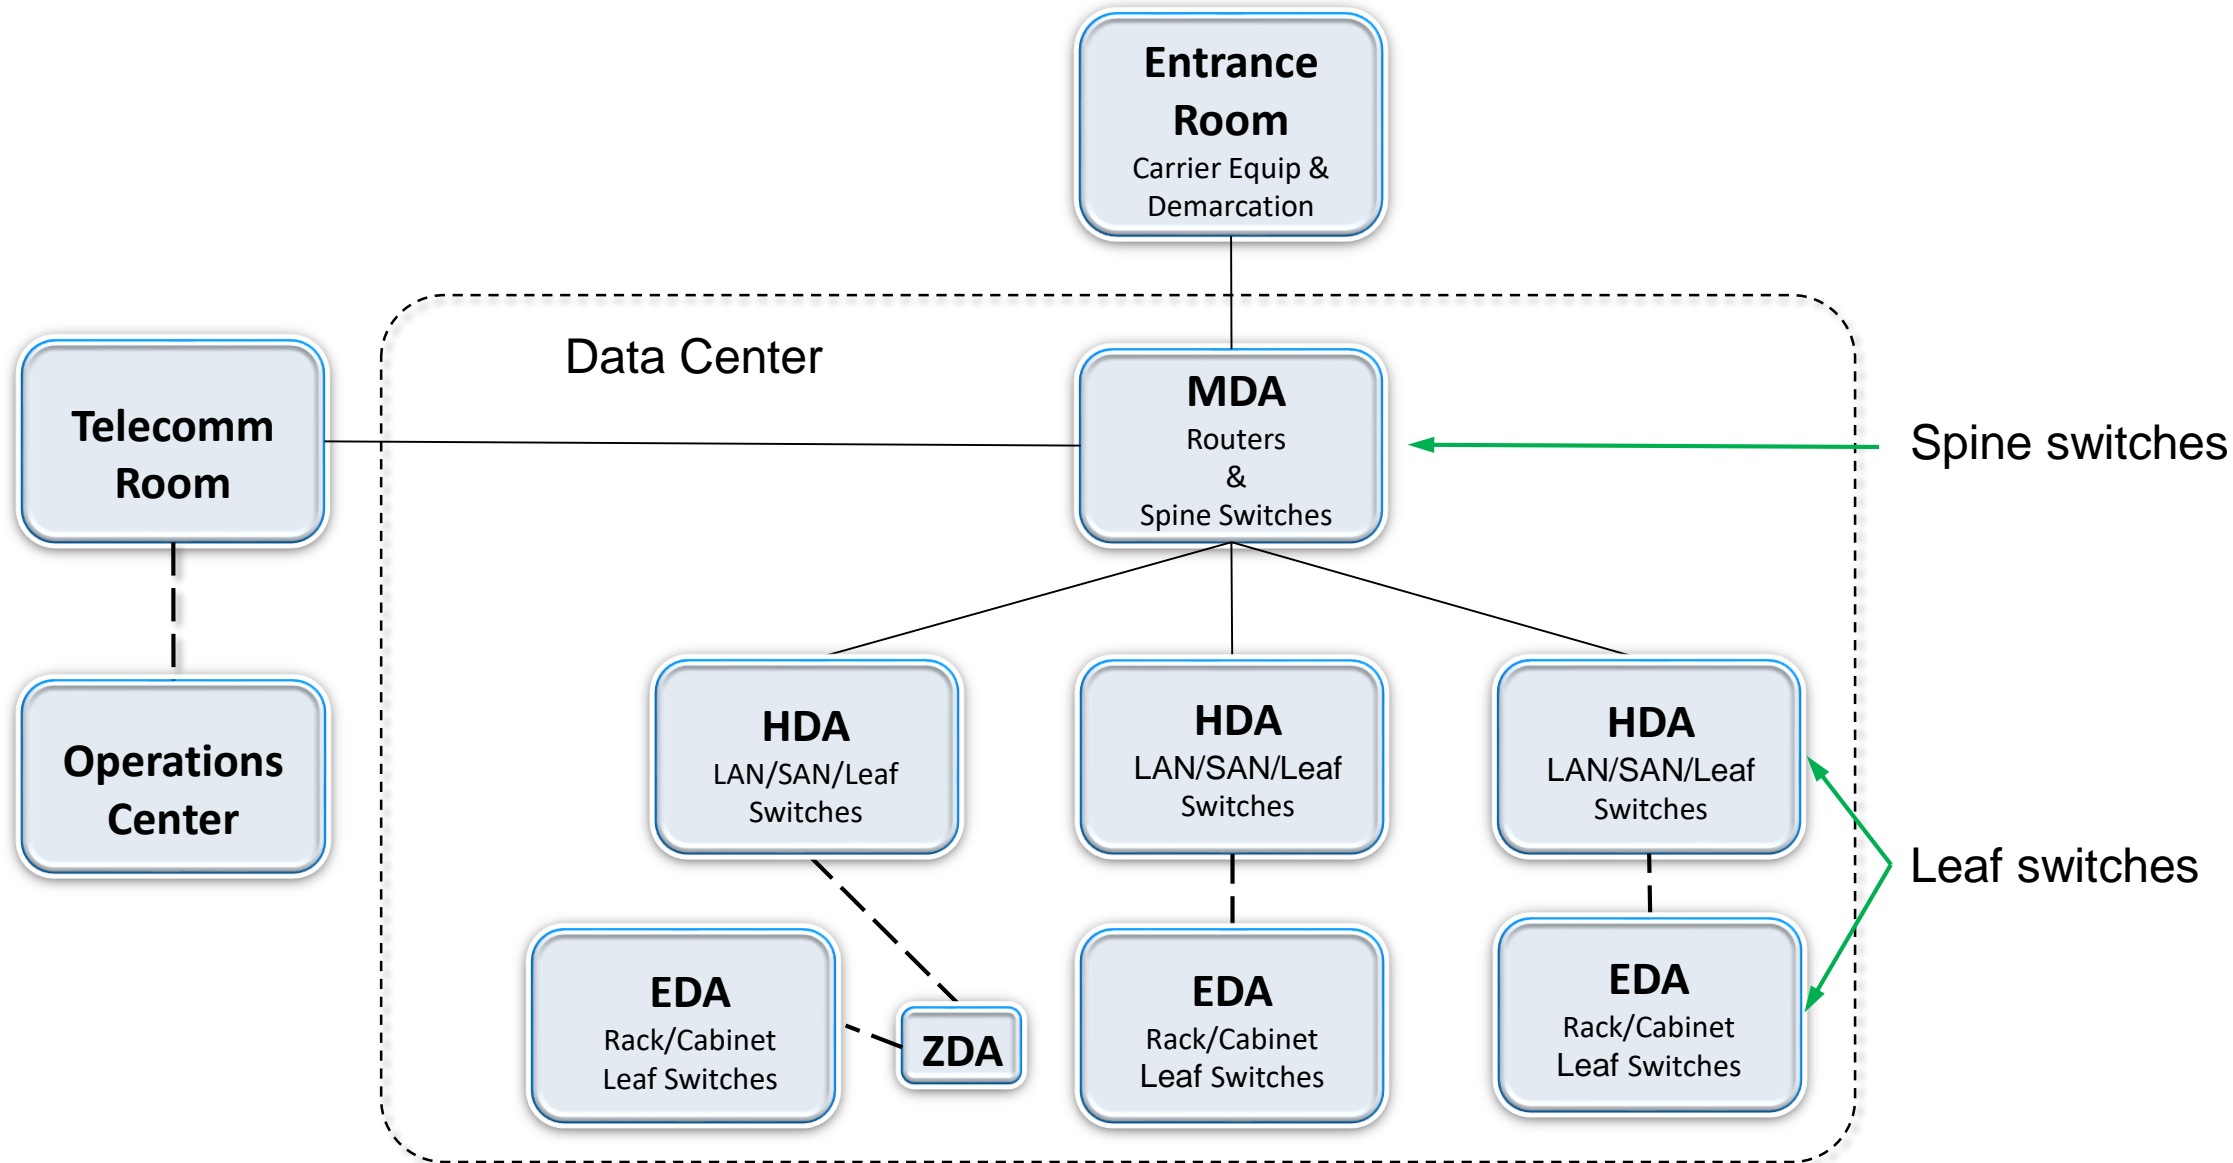 Entrance
Room
Carrier Equip &
Demarcation
Data Center
Telecomm
Room
MDA
Routers
&
Spine Switches
Spine switches
Operations
Center
HDA
LAN/SAN/Leaf
Switches
HDA
LAN/SAN/Leaf
Switches
HDA
LAN/SAN/Leaf
Switches
Leaf switches
EDA
Rack/Cabinet
Leaf Switches
ZDA
EDA
Rack/Cabinet
Leaf Switches
EDA
Rack/Cabinet
Leaf Switches